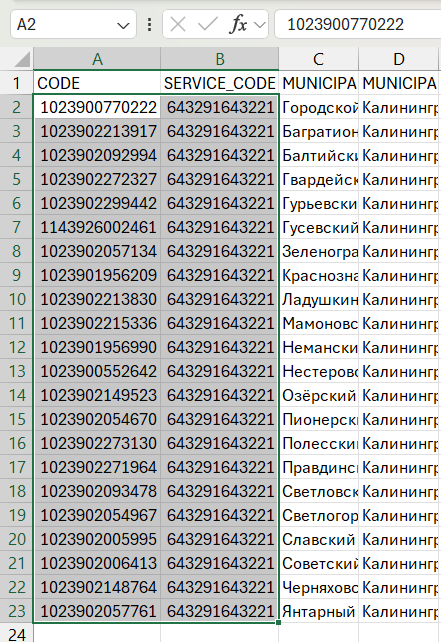 A2 fx 1023900770222
A B C D
1 CODE SERVICE_CODE MUNICIPA MUNICIPA
2 1023900770222 643291643221 Городской Калинингр
3 1023902213917 643291643221 Багратион Калинингр
4 1023902092994 643291643221 Балтийски Калинингр
5 1023902272327 643291643221 Гвардейск Калинингр
6 1023902299442 643291643221 Гурьевски Калинингр
7 1143926002461 643291643221 Гусевский Калинингр
8 1023902057134 643291643221 Зеленогра Калинингр
9 1023901956209 643291643221 Краснозна Калинингр
10 1023902213830 643291643221 Ладушкин Калинингр
11 1023902215336 643291643221 Мамоновс Калинингр
12 1023901956990 643291643221 Немански Калинингр
13 1023900552642 643291643221 Нестеровс Калинингр
14 1023902149523 643291643221 Озёрский Калинингр
15 1023902054670 643291643221 Пионерск Калинингр
16 1023902273130 643291643221 Полесски Калинингр
17 1023902271964 643291643221 Правдинс Калинингр
18 1023902093478 643291643221 Светловск Калинингр
19 1023902054967 643291643221 Светлогор Калинингр
20 1023902005995 643291643221 Славский Калинингр
21 1023902006413 643291643221 Советский Калинингр
22 1023902148764 643291643221 Черняховс Калинингр
23 1023902057761 643291643221 Янтарный Калинингр
24